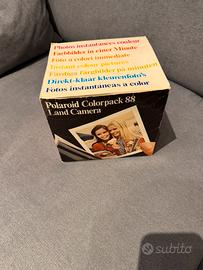 Photos instantanées couleur
Farbbilder in einer Minute
Foto a colori immediate
Instant colour pictures
Färdiga färgbilder på minuten
Direkt-klaar kleurenfoto's
Fotos instantáneas a color
Polaroid Colorpack 88
Land Camera
subito